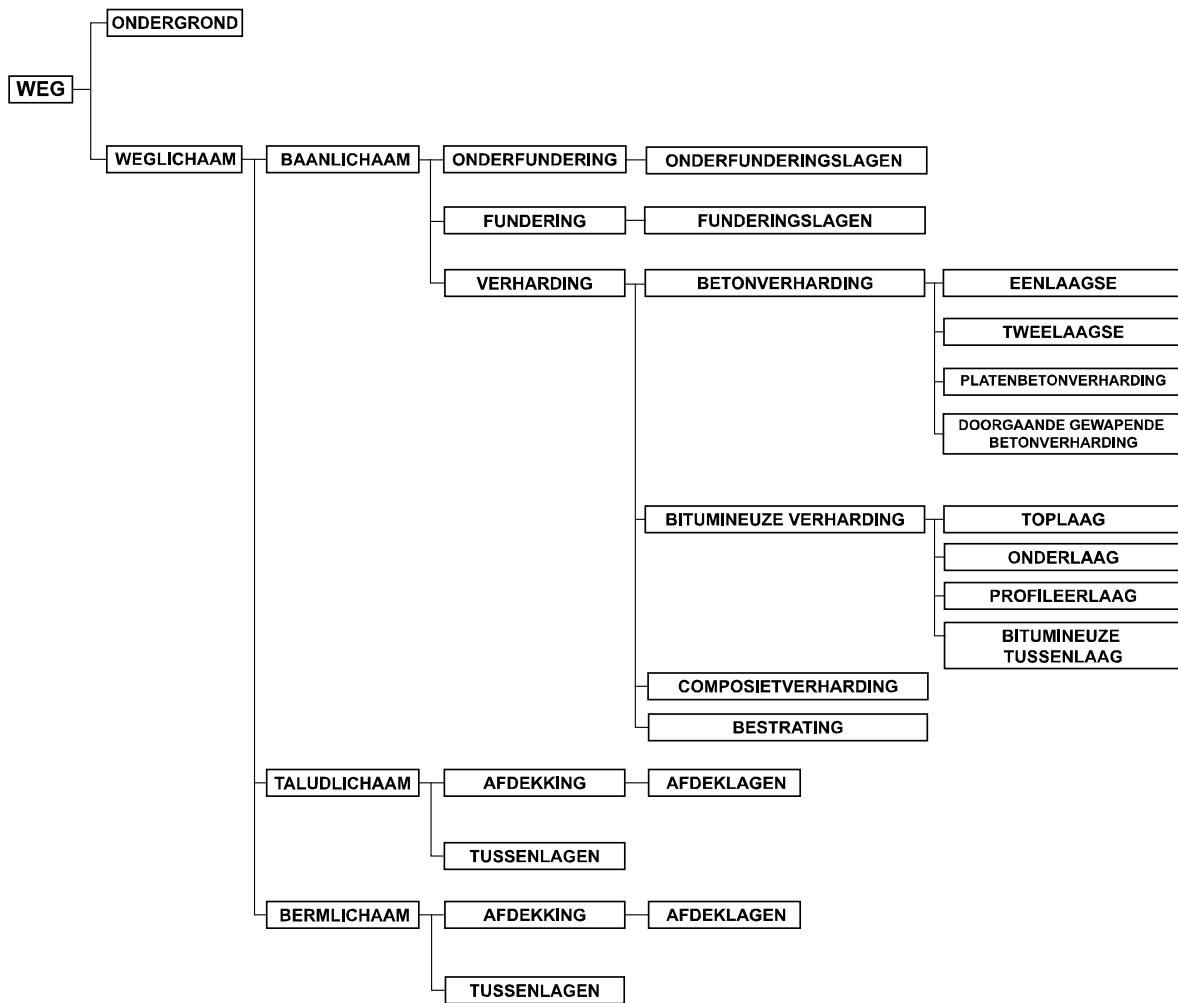 ONDERGROND
WEG
WEGLICHAAM
BAANLICHAAM
ONDERFUNDERING
ONDERFUNDERINGSLAGEN
FUNDERING
FUNDERINGSLAGEN
VERHARDING
BETONVERHARDING
EENLAAGSE
TWEELAAGSE
PLATENBETONVERHARDING
DOORGAANDE GEWAPENDE
BETONVERHARDING
BITUMINEUZE VERHARDING
TOPLAAG
ONDERLAAG
PROFILEERLAAG
BITUMINEUZE
TUSSENLAAG
COMPOSIETVERHARDING
BESTRATING
TALUDLICHAAM
AFDEKKING
AFDEKLAGEN
TUSSENLAGEN
BERMLICHAAM
AFDEKKING
AFDEKLAGEN
TUSSENLAGEN